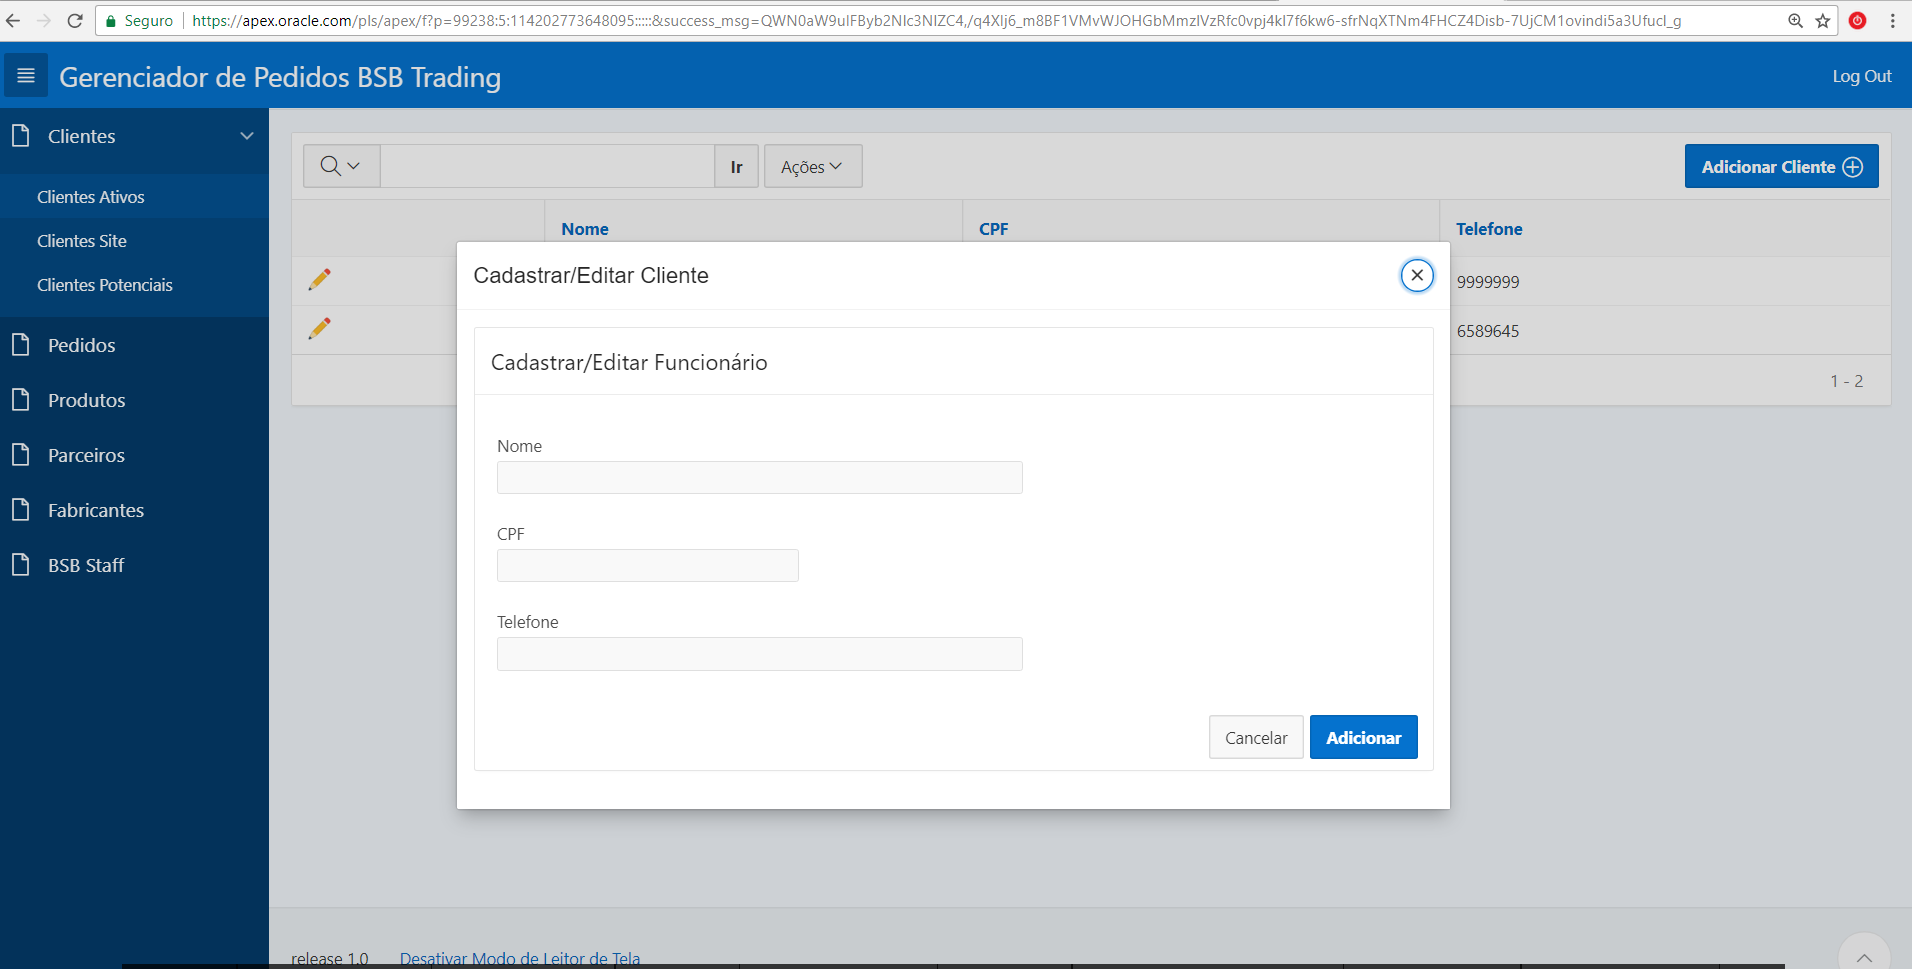 Seguro
https://apex.oracle.com/pls/apex/f?p=99238:5:114202773648095:::::&success_msg=QWN0aW9uIFByb2Nlc3NlZC4,/q4Xlj6_m8BF1VMvWJOHGbMmzlVzRfc0vpj4kl7f6kw6-sfrNqXTNm4FHCZ4Disb-7UjCM1ovindi5a3Ufucl_g
Gerenciador de Pedidos BSB Trading
Log Out
Clientes
Clientes Ativos
Clientes Site
Clientes Potenciais
Pedidos
Produtos
Parceiros
Fabricantes
BSB Staff
Ir
Ações
Adicionar Cliente
Nome
CPF
Telefone
9999999
6589645
1 - 2
Cadastrar/Editar Cliente
Cadastrar/Editar Funcionário
Nome
CPF
Telefone
Cancelar
Adicionar
release 1.0
Desativar Modo de Leitor de Tela